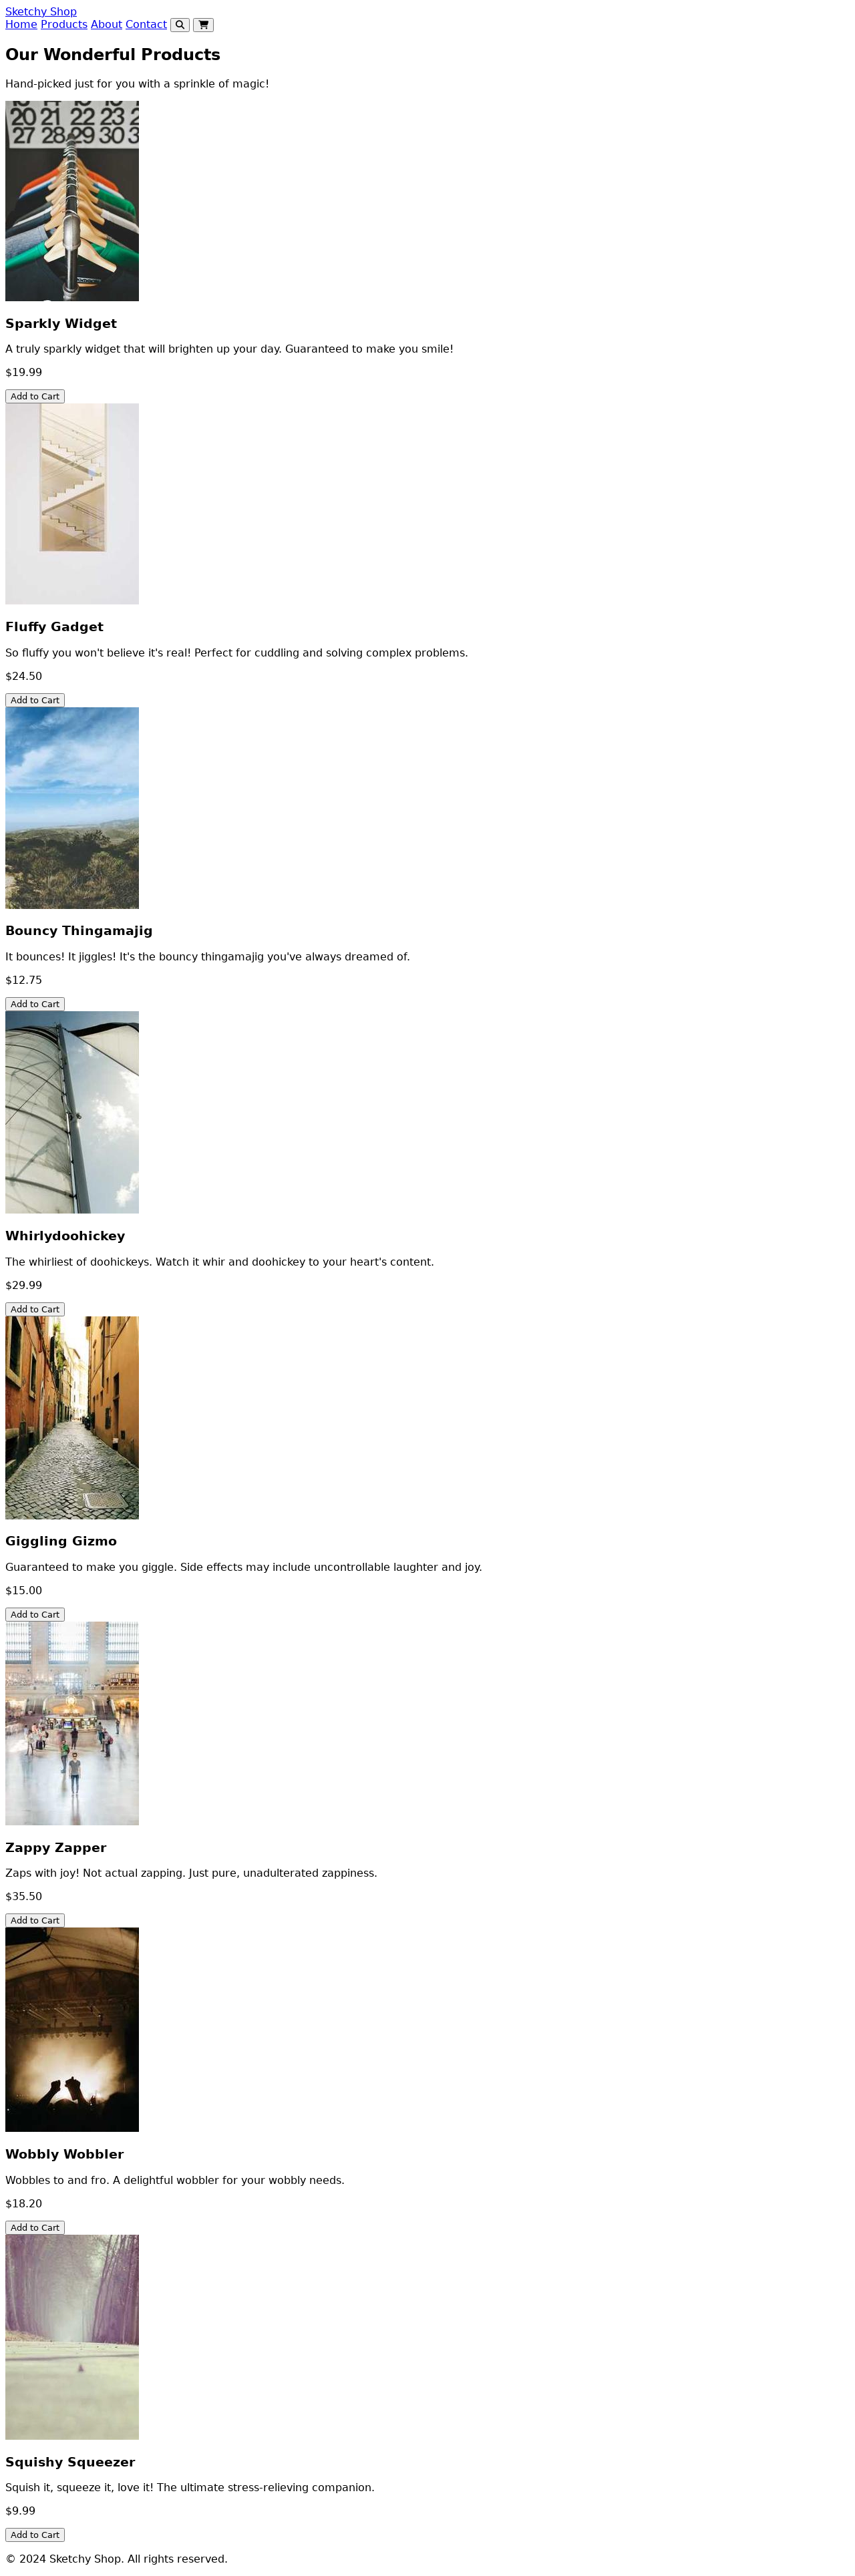 Sketchy Shop
Home Products About Contact
Our Wonderful Products
Hand-picked just for you with a sprinkle of magic!
20 21 22 23
27 28 29 30
Sparkly Widget
A truly sparkly widget that will brighten up your day. Guaranteed to make you smile!
$19.99
Add to Cart
Fluffy Gadget
So fluffy you won't believe it's real! Perfect for cuddling and solving complex problems.
$24.50
Add to Cart
Bouncy Thingamajig
It bounces! It jiggles! It's the bouncy thingamajig you've always dreamed of.
$12.75
Add to Cart
Whirlydoohickey
The whirliest of doohickeys. Watch it whir and doohickey to your heart's content.
$29.99
Add to Cart
Giggling Gizmo
Guaranteed to make you giggle. Side effects may include uncontrollable laughter and joy.
$15.00
Add to Cart
Zappy Zapper
Zaps with joy! Not actual zapping. Just pure, unadulterated zappiness.
$35.50
Add to Cart
Wobbly Wobbler
Wobbles to and fro. A delightful wobbler for your wobbly needs.
$18.20
Add to Cart
Squishy Squeezer
Squish it, squeeze it, love it! The ultimate stress-relieving companion.
$9.99
Add to Cart
© 2024 Sketchy Shop. All rights reserved.